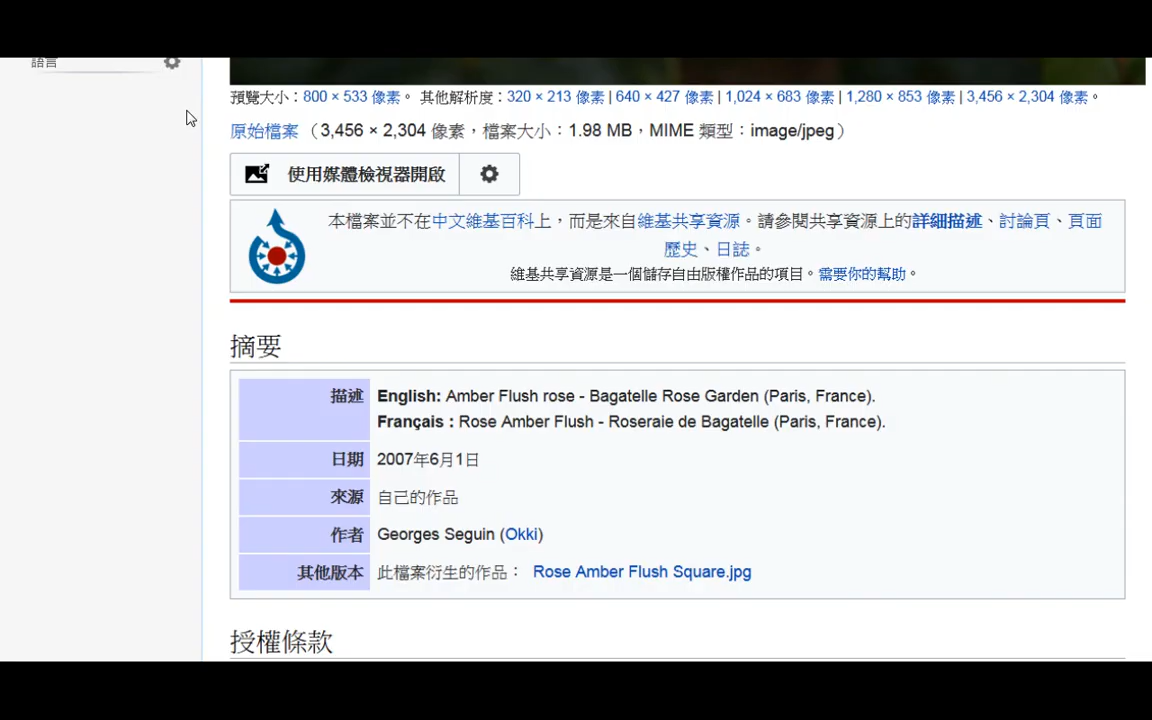 語言
預覽大小：800 × 533 像素。 其他解析度：320 × 213 像素 | 640 × 427 像素 | 1,024 × 683 像素 | 1,280 × 853 像素 | 3,456 × 2,304 像素。
原始檔案 （3,456 × 2,304 像素，檔案大小：1.98 MB，MIME 類型：image/jpeg）
使用媒體檢視器開啟
本檔案並不在中文維基百科上，而是來自維基共享資源。請參閱共享資源上的詳細描述、討論頁、頁面
歷史、日誌。
維基共享資源是一個儲存自由版權作品的項目。需要你的幫助。
摘要
描述 English: Amber Flush rose - Bagatelle Rose Garden (Paris, France).
Français : Rose Amber Flush - Roseraie de Bagatelle (Paris, France).
日期 2007年6月1日
來源 自己的作品
作者 Georges Seguin (Okki)
其他版本 此檔案衍生的作品： Rose Amber Flush Square.jpg
授權條款